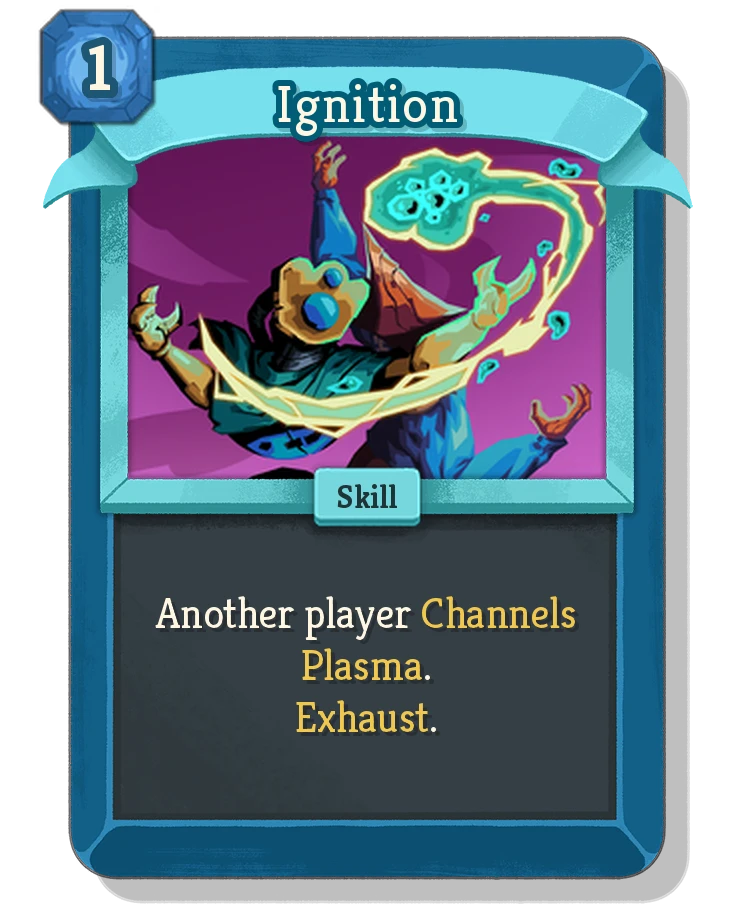 1
Ignition
Skill
Another player Channels
Plasma.
Exhaust.